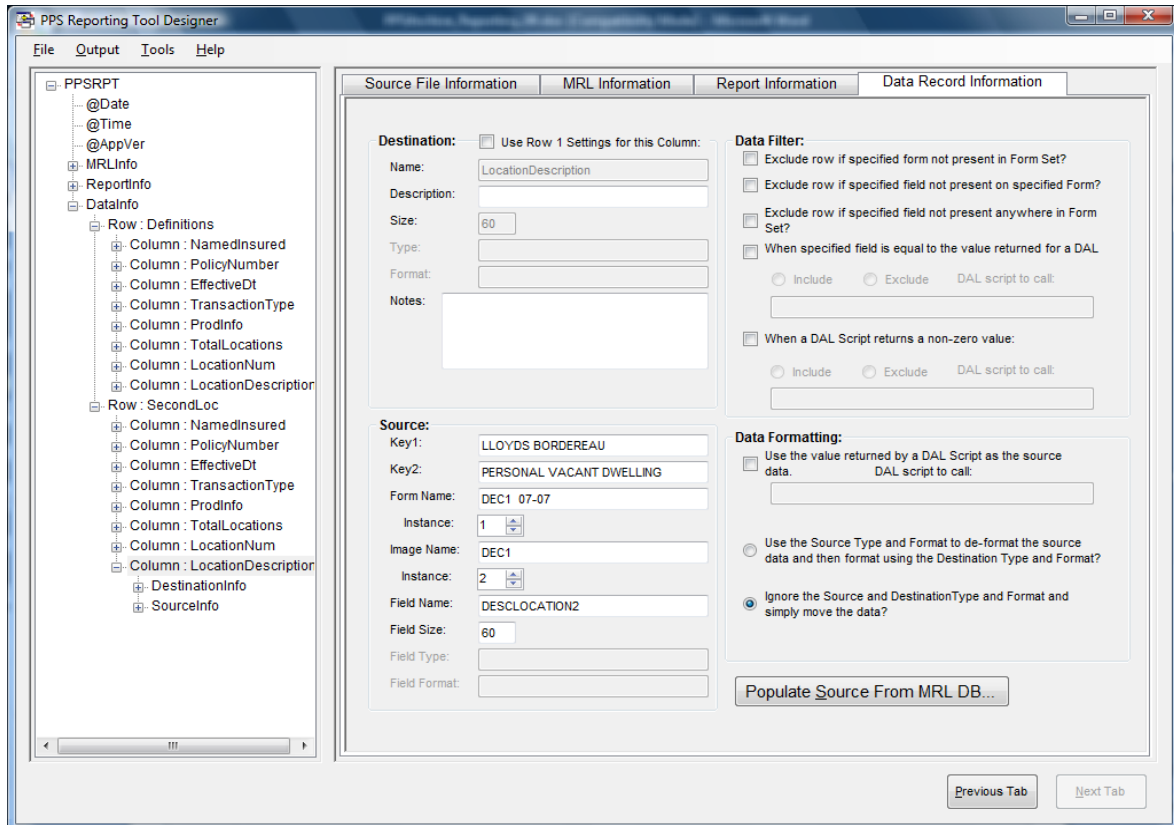 PPS Reporting Tool Designer
File Output Tools Help
PPSRPT
@Date
@Time
@AppVer
MRLInfo
ReportInfo
DataInfo
Row : Definitions
Column : NamedInsured
Column : PolicyNumber
Column : EffectiveDt
Column : TransactionType
Column : ProdInfo
Column : TotalLocations
Column : LocationNum
Column : LocationDescription
Row : SecondLoc
Column : NamedInsured
Column : PolicyNumber
Column : EffectiveDt
Column : TransactionType
Column : ProdInfo
Column : TotalLocations
Column : LocationNum
Column : LocationDescription
DestinationInfo
SourceInfo
Source File Information
MRL Information
Report Information
Data Record Information
Destination:
Use Row 1 Settings for this Column:
Name: LocationDescription
Description:
Size: 60
Type:
Format:
Notes:
Source:
Key1: LLOYDS BORDEREAU
Key2: PERSONAL VACANT DWELLING
Form Name: DEC1 07-07
Instance: 1
Image Name: DEC1
Instance: 2
Field Name: DESCLOCATION2
Field Size: 60
Field Type:
Field Format:
Data Filter:
Exclude row if specified form not present in Form Set?
Exclude row if specified field not present on specified Form?
Exclude row if specified field not present anywhere in Form
Set?
When specified field is equal to the value returned for a DAL
Include Exclude DAL script to call:
When a DAL Script returns a non-zero value:
Include Exclude DAL script to call:
Data Formatting:
Use the value returned by a DAL Script as the source
data. DAL script to call:
Use the Source Type and Format to de-format the source
data and then format using the Destination Type and Format?
Ignore the Source and DestinationType and Format and
simply move the data?
Populate Source From MRL DB...
Previous Tab
Next Tab